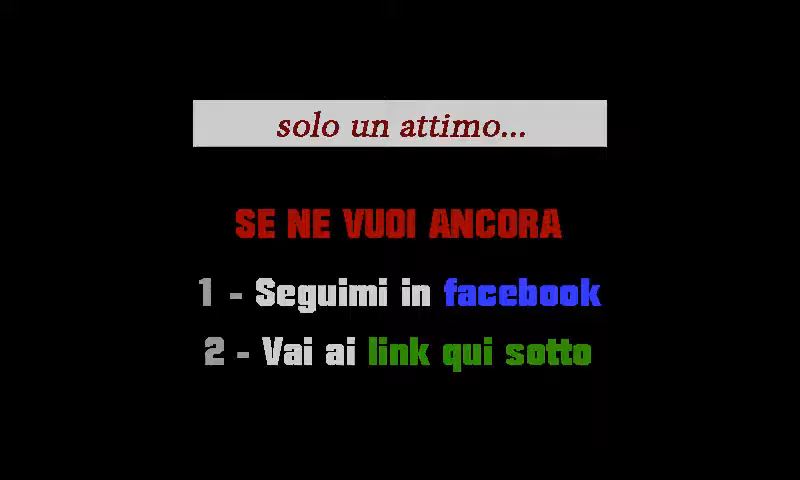 solo un attimo...
SE NE VUOI ANCORA
1 - Seguimi in facebook
2 - Vai ai link qui sotto